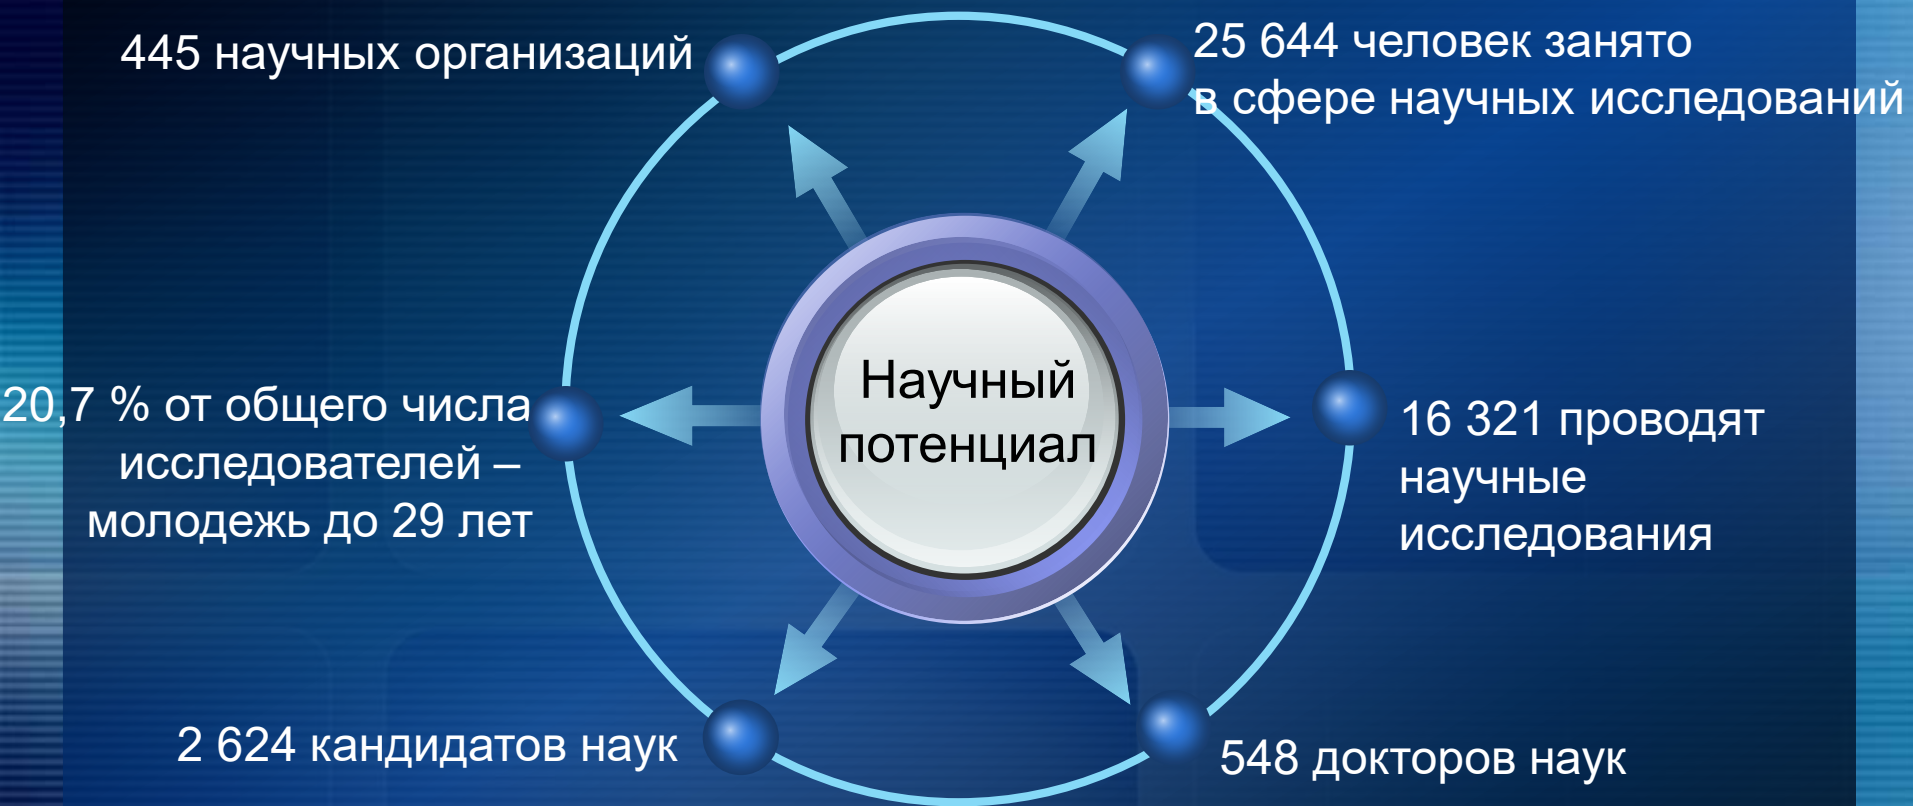 445 научных организаций
25 644 человек занято
в сфере научных исследований
20,7 % от общего числа
исследователей –
молодежь до 29 лет
Научный
потенциал
16 321 проводят
научные
исследования
2 624 кандидатов наук
548 докторов наук